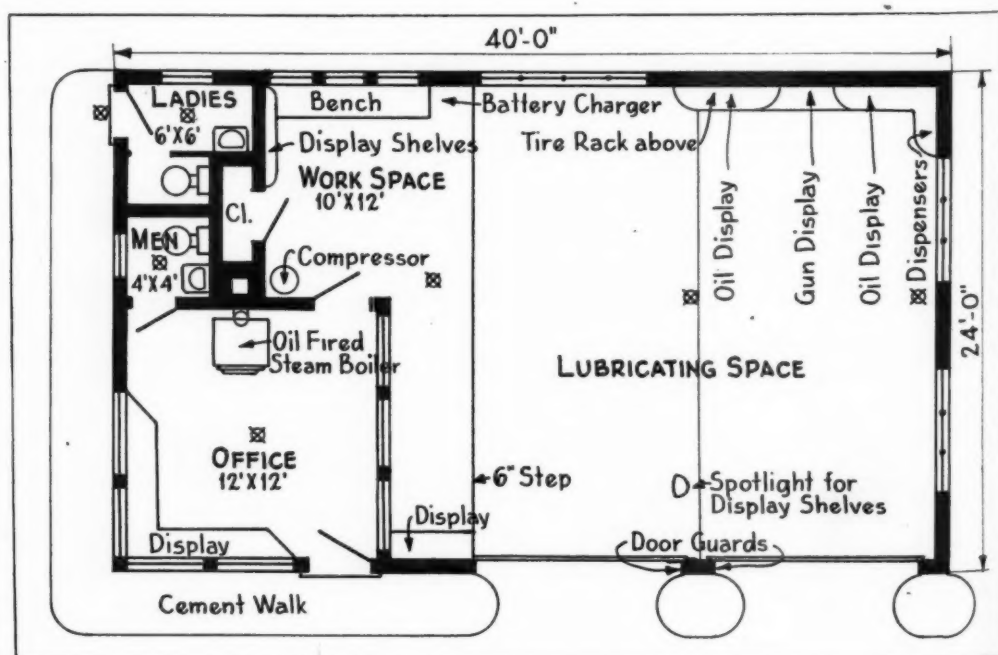 40'-0"
LADIES
6'X6'
Bench
Battery Charger
Display Shelves
Tire Rack above
WORK SPACE
10'X12'
Cl.
MEN
4'X4'
Compressor
Oil Display
Gun Display
Oil Display
Dispensers
24'-0"
Oil Fired
Steam Boiler
LUBRICATING SPACE
OFFICE
12'X12'
6" Step
Spotlight for
Display Shelves
Display
Display
Door Guards
Cement Walk